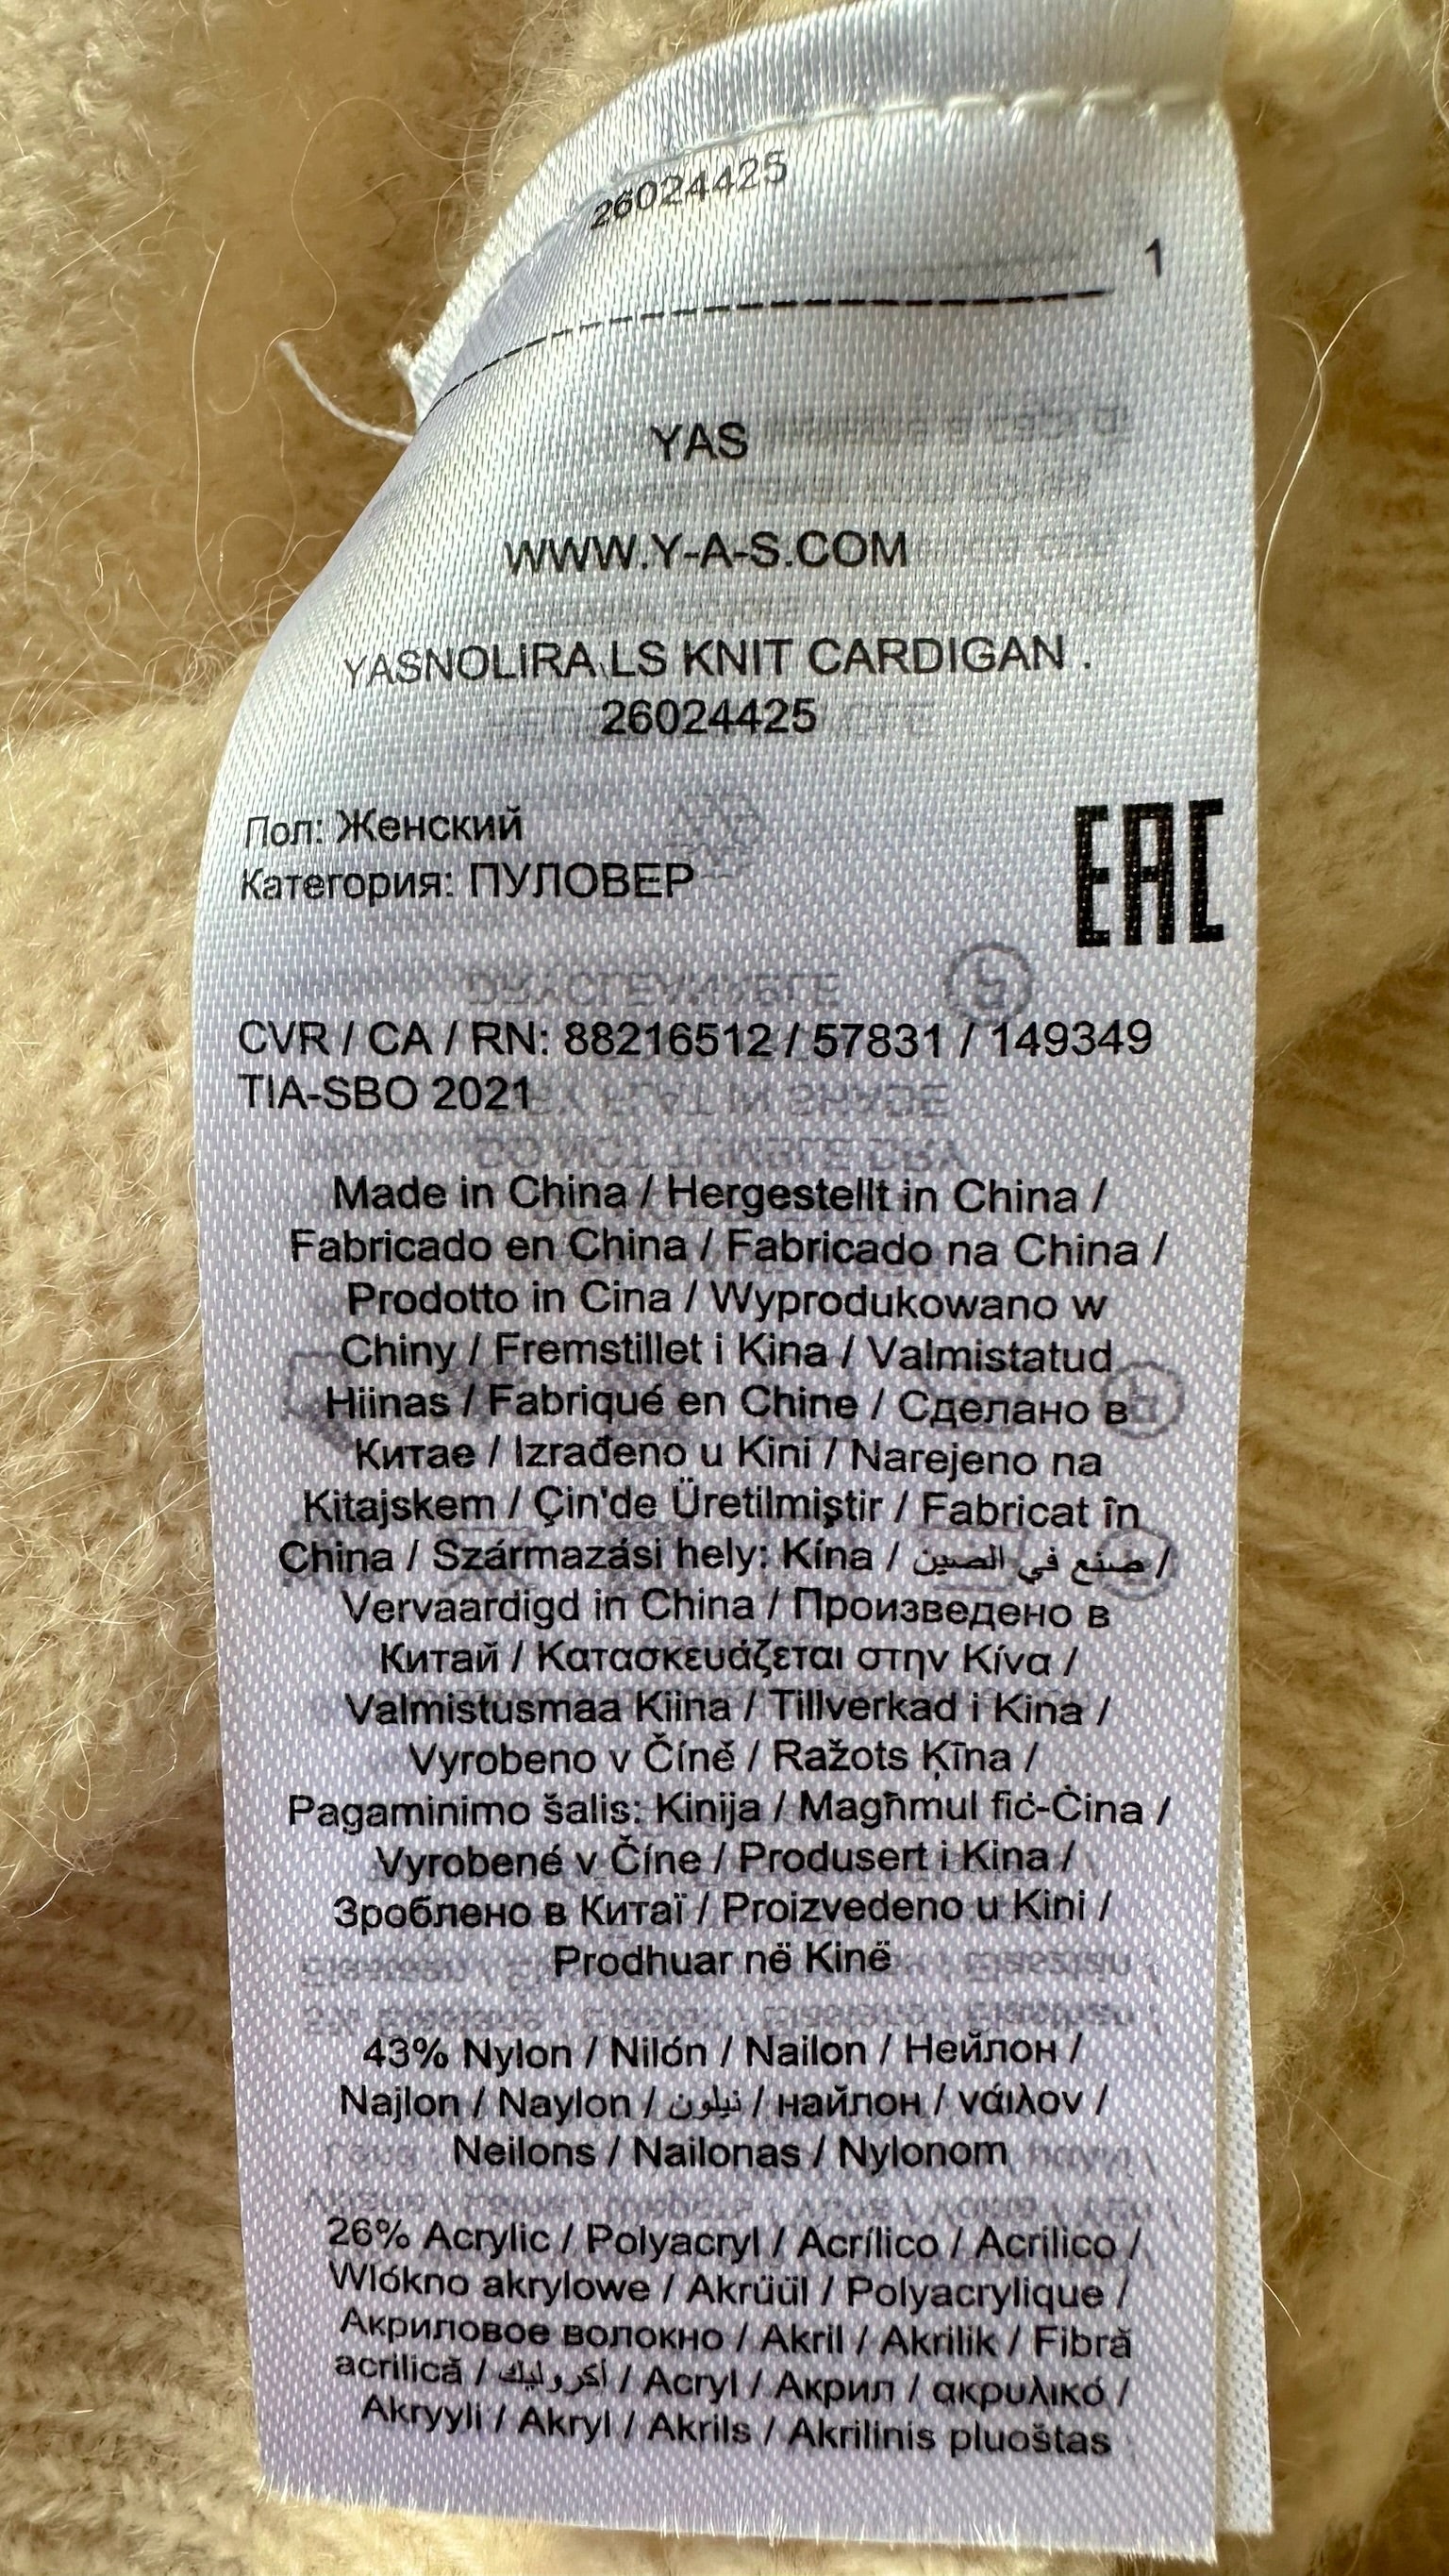 26024425
1
YAS
WWW.Y-A-S.COM
YASNOLIRA LS KNIT CARDIGAN .
26024425
Пол: Женский
Категория: ПУЛОВЕР
EAC
CVR / CA / RN: 88216512 / 57831 / 149349
TIA-SBO 2021
Made in China / Hergestellt in China /
Fabricado en China / Fabricado na China /
Prodotto in Cina / Wyprodukowano w
Chiny / Fremstillet i Kina / Valmistatud
Hiinas / Fabriqué en Chine / Сделано в
Китае / Izrađeno u Kini / Narejeno na
Kitajskem / Çin'de Üretilmiştir / Fabricat în
China / Származási hely: Kína / صنع في الصين /
Vervaardigd in China / Произведено в
Китай / Κατασκευάζεται στην Κίνα /
Valmistusmaa Kiina / Tillverkad i Kina /
Vyrobeno v Číně / Ražots Ķīna /
Pagaminimo šalis: Kinija / Magħmul fiċ-Ċina /
Vyrobené v Číne / Produsert i Kina /
Зроблено в Китаї / Proizvedeno u Kini /
Prodhuar në Kinë
43% Nylon / Nilón / Nailon / Нейлон /
Najlon / Naylon / نيلون / найлон / νάιλον /
Neilons / Nailonas / Nylonom
26% Acrylic / Polyacryl / Acrílico / Acrilico /
Wlókno akrylowe / Akrüül / Polyacrylique /
Акриловое волокно / Akril / Akrilik / Fibră
acrilică / أكروليك / Acryl / Акрил / ακρυλικό /
Akryyli / Akryl / Akrils / Akrilinis pluoštas